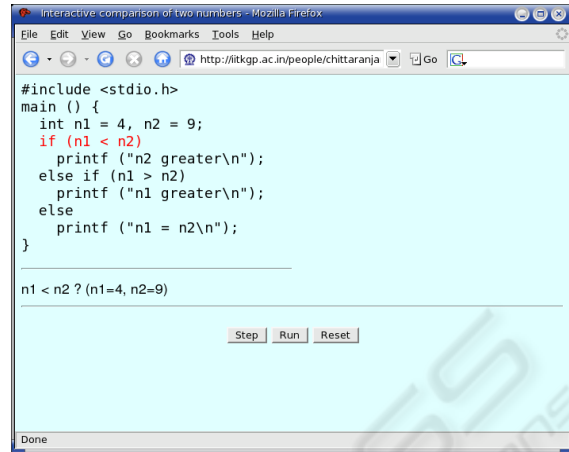 Interactive comparison of two numbers - Mozilla Firefox
File Edit View Go Bookmarks Tools Help
http://iitkgp.ac.in/people/chittaranja Go G
#include <stdio.h>
main () {
  int n1 = 4, n2 = 9;
  if (n1 < n2)
    printf ("n2 greater\n");
  else if (n1 > n2)
    printf ("n1 greater\n");
  else
    printf ("n1 = n2\n");
}
n1 < n2 ? (n1=4, n2=9)
Step Run Reset
Done